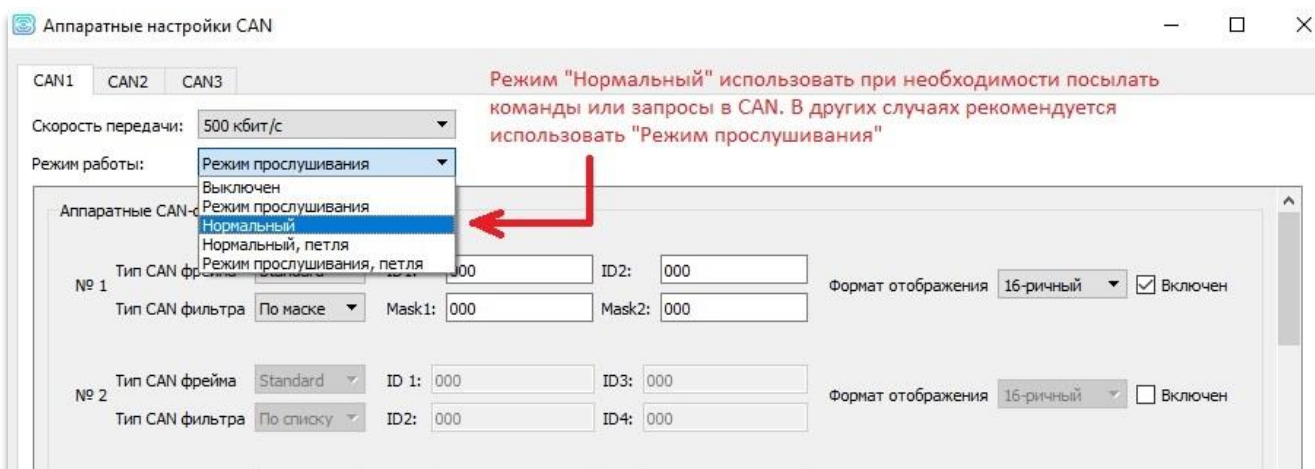 Аппаратные настройки CAN
CAN1 CAN2 CAN3
Режим "Нормальный" использовать при необходимости посылать
команды или запросы в CAN. В других случаях рекомендуется
использовать "Режим прослушивания"
Скорость передачи: 500 кбит/с
Режим работы: Режим прослушивания
Выключен
Режим прослушивания
Нормальный
Нормальный, петля
Режим прослушивания, петля
Аппаратные CAN-
№ 1
Тип CAN фрейма 000 ID2: 000
Тип CAN фильтра По маске Mask1: 000 Mask2: 000
Формат отображения 16-ричный Включен
№ 2
Тип CAN фрейма Standard ID 1: 000 ID3: 000
Тип CAN фильтра По списку ID2: 000 ID4: 000
Формат отображения 16-ричный Включен